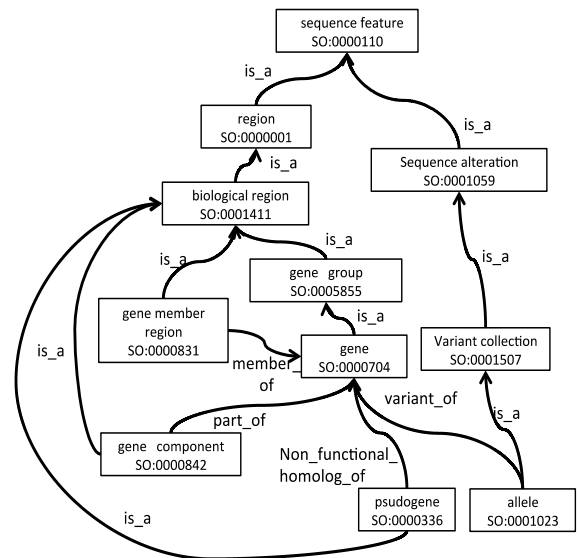 sequence feature
SO:0000110
is_a
region
SO:0000001
is_a
is_a
Sequence alteration
SO:0001059
biological region
SO:0001411
is_a
is_a
is_a
gene group
SO:0005855
gene member
region
SO:0000831
is_a
gene
SO:0000704
Variant collection
SO:0001507
is_a
member_
of
variant_of
is_a
part_of
gene component
SO:0000842
Non_functional_
homolog_of
psudogene
SO:0000336
allele
SO:0001023
is_a